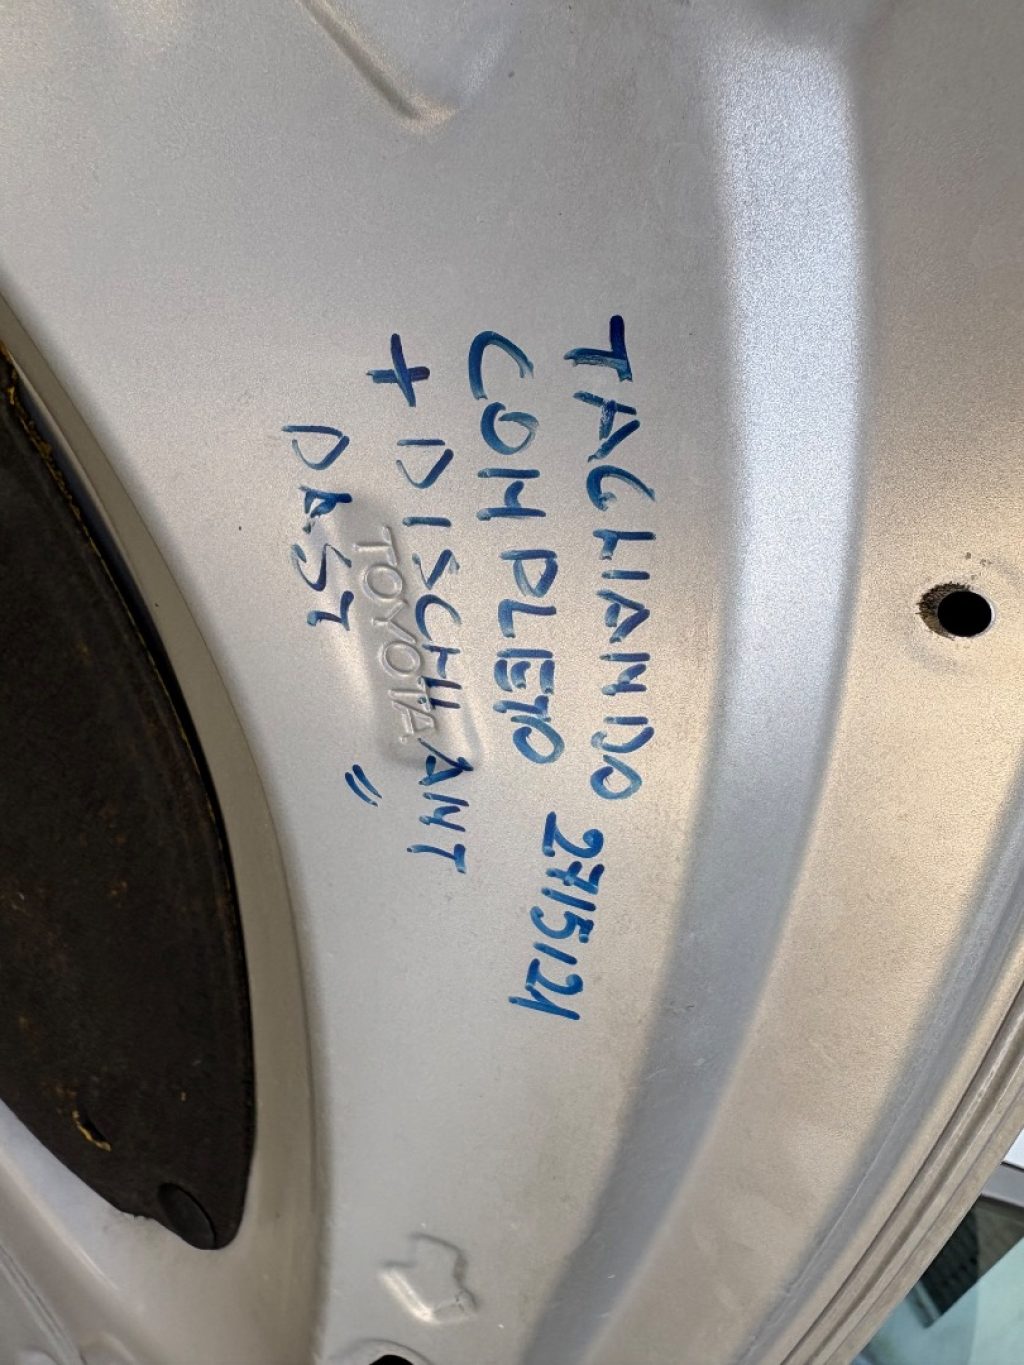 TAGLIANDO
COMPLETO 27/5/21
+ DISCHI ANT
PAST "
TOYOTA